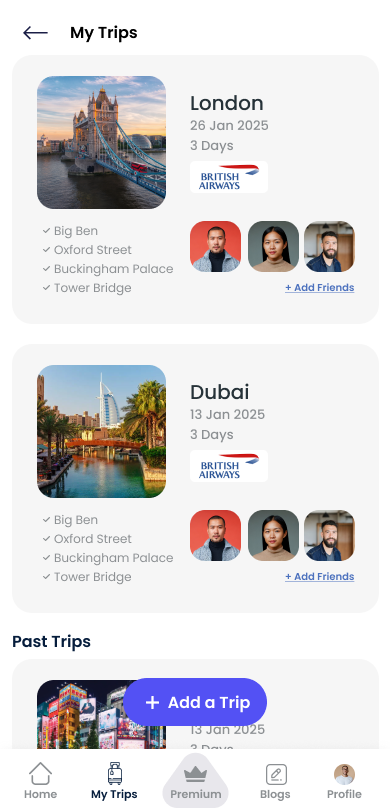 My Trips
London
26 Jan 2025
3 Days
BRITISH
AIRWAYS
Big Ben
Oxford Street
Buckingham Palace
Tower Bridge
+ Add Friends
Dubai
13 Jan 2025
3 Days
BRITISH
AIRWAYS
Big Ben
Oxford Street
Buckingham Palace
Tower Bridge
+ Add Friends
Past Trips
+ Add a Trip
13 Jan 2025
3 Days
Home
My Trips
Premium
Blogs
Profile